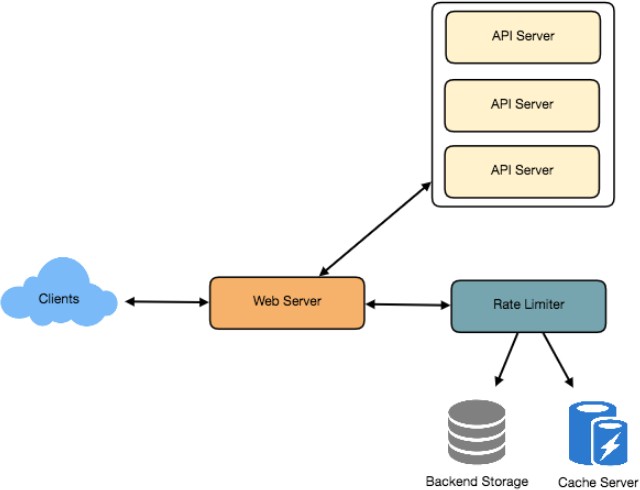 API Server
API Server
API Server
Clients
Web Server
Rate Limiter
Backend Storage
Cache Server